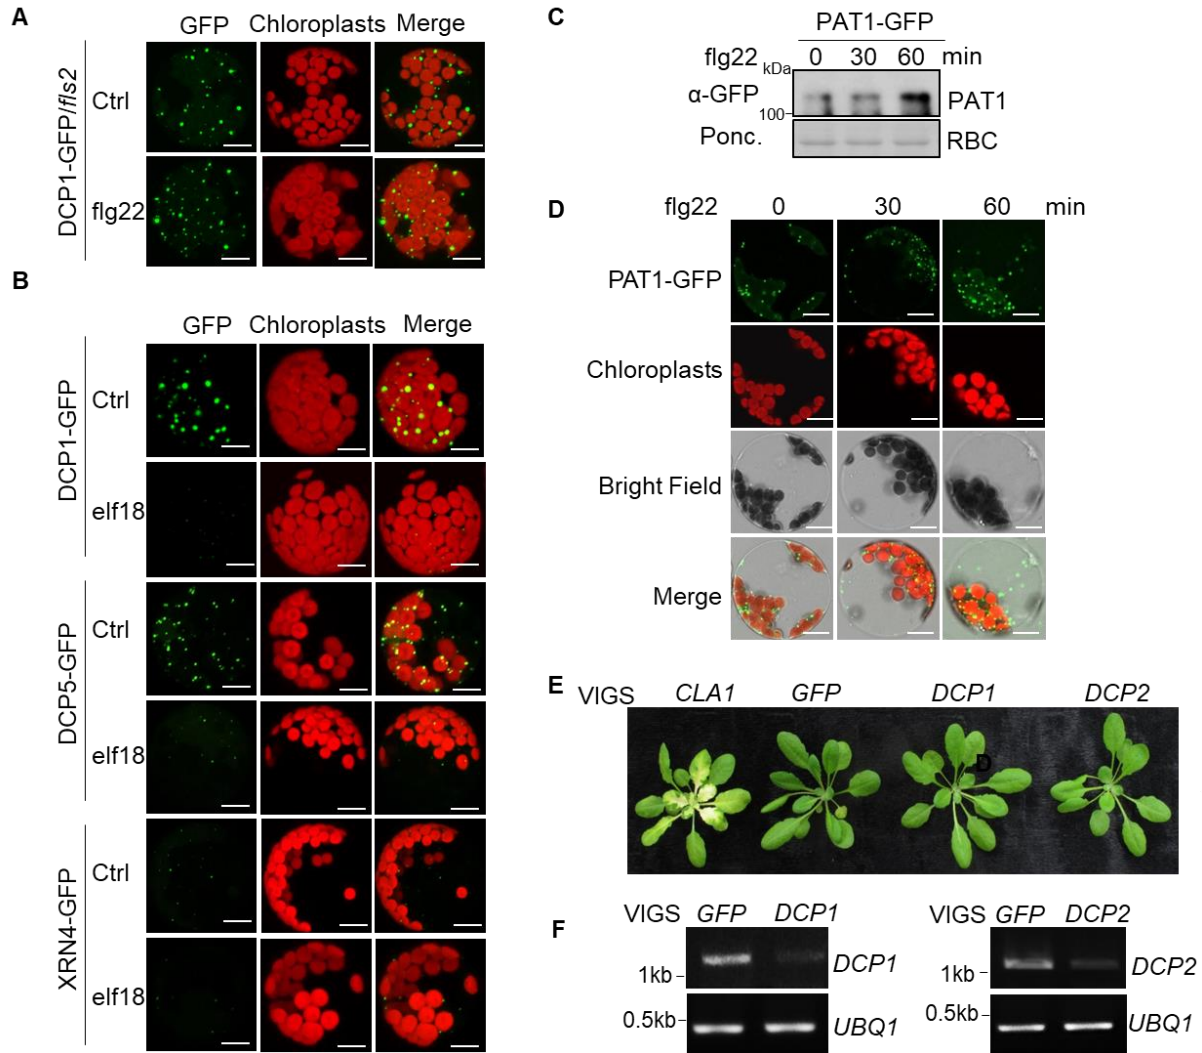 A
GFP Chloroplasts Merge
DCP1-GFP/fls2
Ctrl
flg22
B
GFP Chloroplasts Merge
DCP1-GFP
Ctrl
elf18
DCP5-GFP
Ctrl
elf18
XRN4-GFP
Ctrl
elf18
C
PAT1-GFP
flg22 0 30 60 min
kDa
α-GFP PAT1
100
Ponc. RBC
D
flg22 0 30 60 min
PAT1-GFP
Chloroplasts
Bright Field
Merge
E
VIGS CLA1 GFP DCP1 DCP2
D
F
VIGS GFP DCP1
1kb DCP1
0.5kb UBQ1
VIGS GFP DCP2
1kb DCP2
0.5kb UBQ1